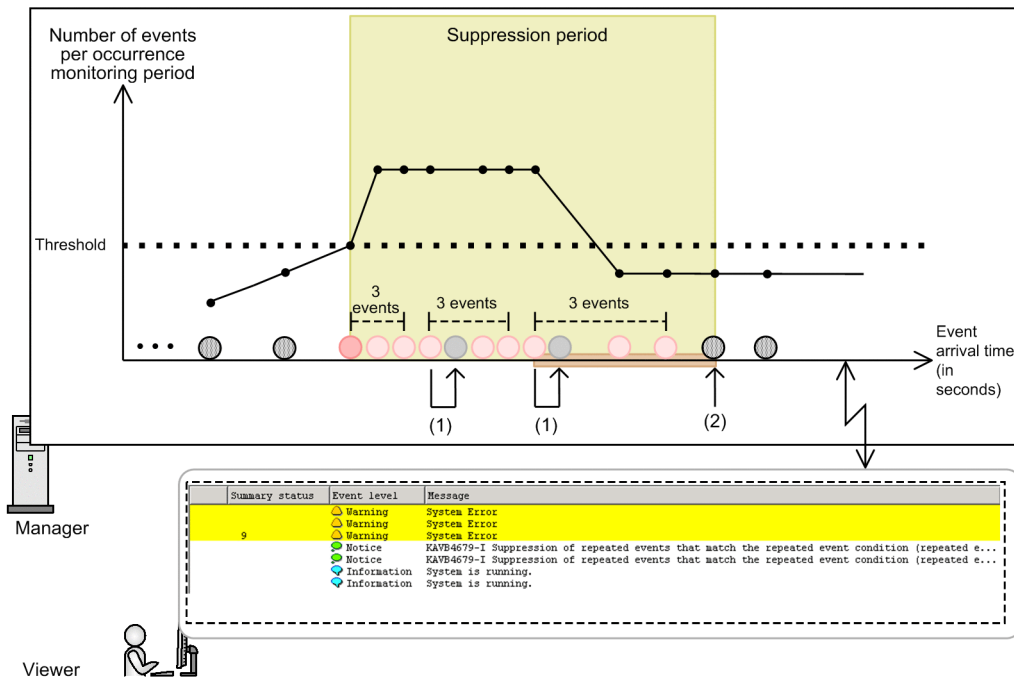 Number of events
per occurrence
monitoring period
Suppression period
Threshold
3
events
3 events
3 events
• • •
Event
arrival time
(in
seconds)
(1)
(1)
(2)
Manager
Summary status Event level Message
Warning System Error
Warning System Error
9 Warning System Error
Notice KAVB4679-I Suppression of repeated events that match the repeated event condition (repeated e...
Notice KAVB4679-I Suppression of repeated events that match the repeated event condition (repeated e...
Information System is running.
Information System is running.
Viewer